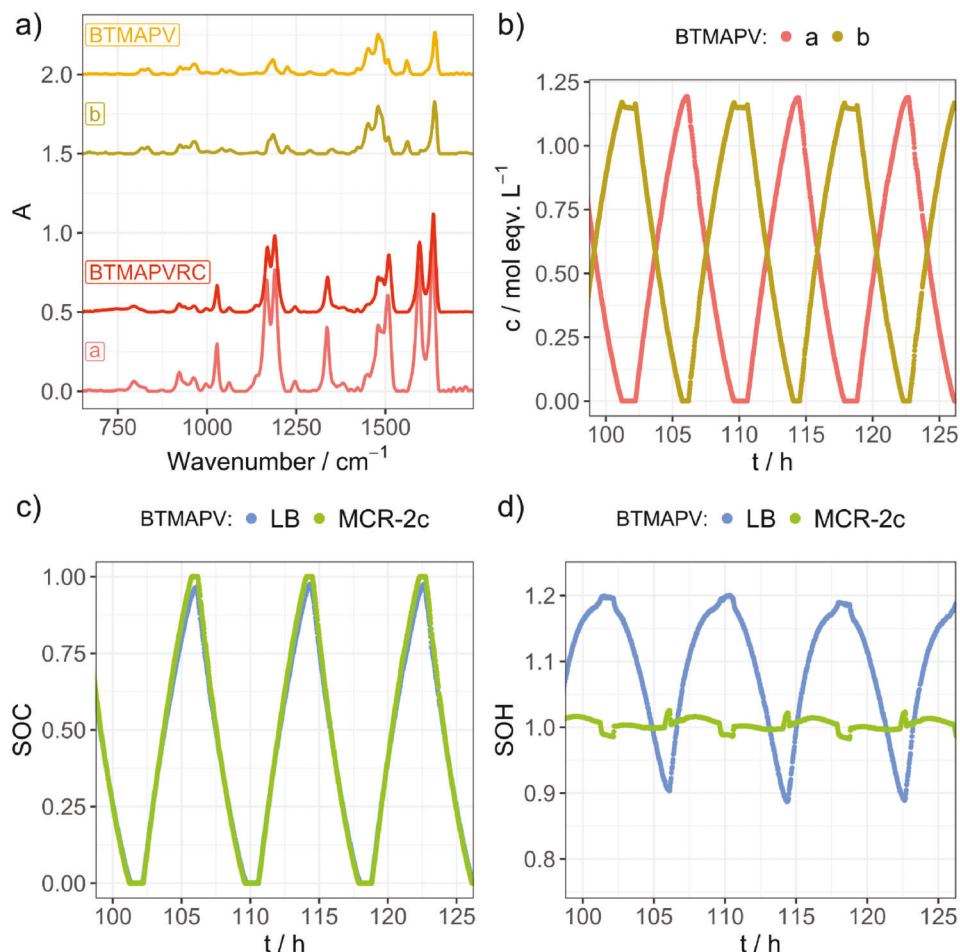 a)
BTMAPV
b
BTMAPVRC
a
2.0
1.5
1.0
0.5
0.0
A
750 1000 1250 1500
Wavenumber / cm⁻¹
b)
BTMAPV: a b
1.25
1.00
0.75
0.50
0.25
0.00
c / mol eqv. L⁻¹
100 105 110 115 120 125
t / h
c)
BTMAPV: LB MCR-2c
1.00
0.75
0.50
0.25
0.00
SOC
100 105 110 115 120 125
t / h
d)
BTMAPV: LB MCR-2c
1.2
1.1
1.0
0.9
0.8
SOH
100 105 110 115 120 125
t / h